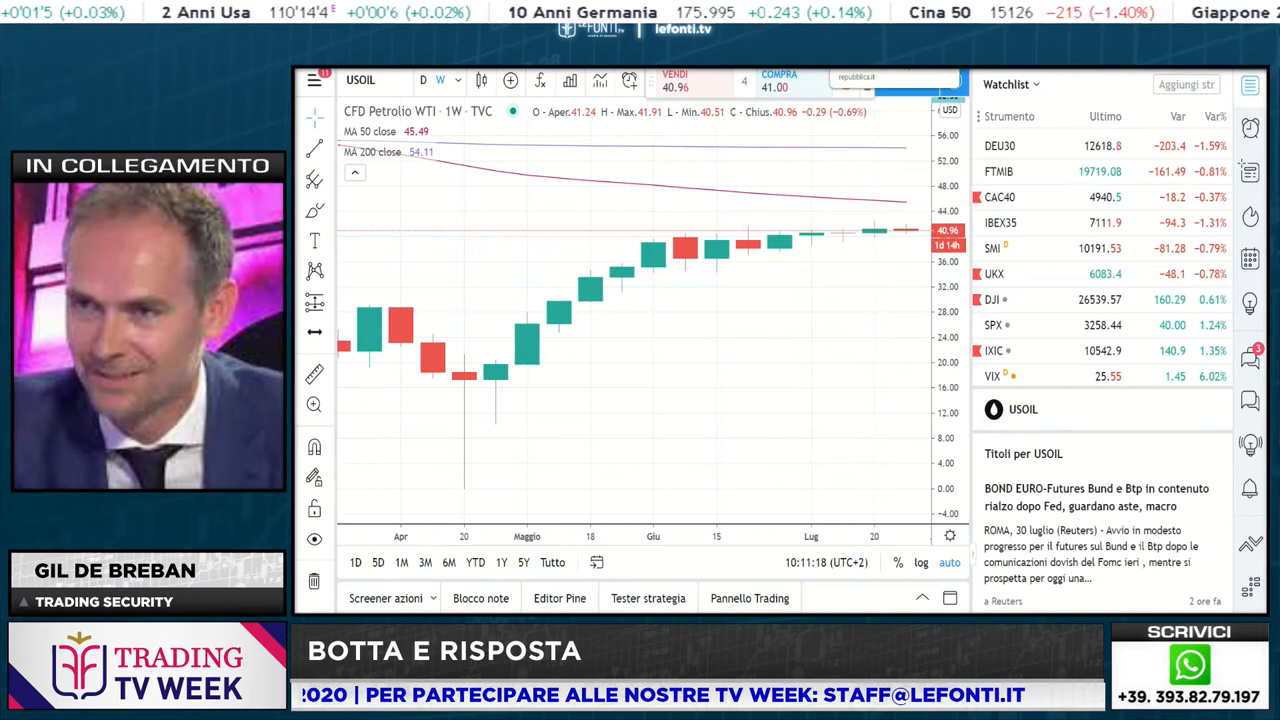 +0'01'5 (+0.03%) 2 Anni Usa 110'14'4 E +0'00'6 (+0.02%) 10 Anni Germania 175.995 +0.243 (+0.14%) Cina 50 15126 -215 (-1.40%) Giappone
LE FONTI.TV lefonti.tv
11 USOIL D W VENDI 40.96 4 COMPRA 41.00 repubblica.it
CFD Petrolio WTI · 1W · TVC O - Aper.41.24 H - Max.41.91 L - Min.40.51 C - Chius.40.96 -0.29 (-0.69%)
MA 50 close 45.49
MA 200 close 54.11
USD
56.00
52.00
48.00
44.00
40.96
1d 14h
36.00
32.00
28.00
24.00
20.00
16.00
12.00
8.00
4.00
0.00
-4.00
Apr 20 Maggio 18 Giu 15 Lug 20
1D 5D 1M 3M 6M YTD 1Y 5Y Tutto 10:11:18 (UTC+2) % log auto
Screener azioni Blocco note Editor Pine Tester strategia Pannello Trading
Watchlist Aggiungi str
Strumento Ultimo Var Var%
DEU30 12618.8 -203.4 -1.59%
FTMIB 19719.08 -161.49 -0.81%
CAC40 4940.5 -18.2 -0.37%
IBEX35 7111.9 -94.3 -1.31%
SMI D 10191.53 -81.28 -0.79%
UKX 6083.4 -48.1 -0.78%
DJI 26539.57 160.29 0.61%
SPX 3258.44 40.00 1.24%
IXIC 10542.9 140.9 1.35%
VIX D 25.55 1.45 6.02%
3
USOIL
Titoli per USOIL
BOND EURO-Futures Bund e Btp in contenuto
rialzo dopo Fed, guardano aste, macro
ROMA, 30 luglio (Reuters) - Avvio in modesto
progresso per il futures sul Bund e il Btp dopo le
comunicazioni dovish del Fomc ieri , mentre si
prospetta per oggi una...
a Reuters 2 ore fa
IN COLLEGAMENTO
GIL DE BREBAN
TRADING SECURITY
TRADING
TV WEEK
BOTTA E RISPOSTA
2020 | PER PARTECIPARE ALLE NOSTRE TV WEEK: STAFF@LEFONTI.IT
SCRIVICI
+39. 393.82.79.197